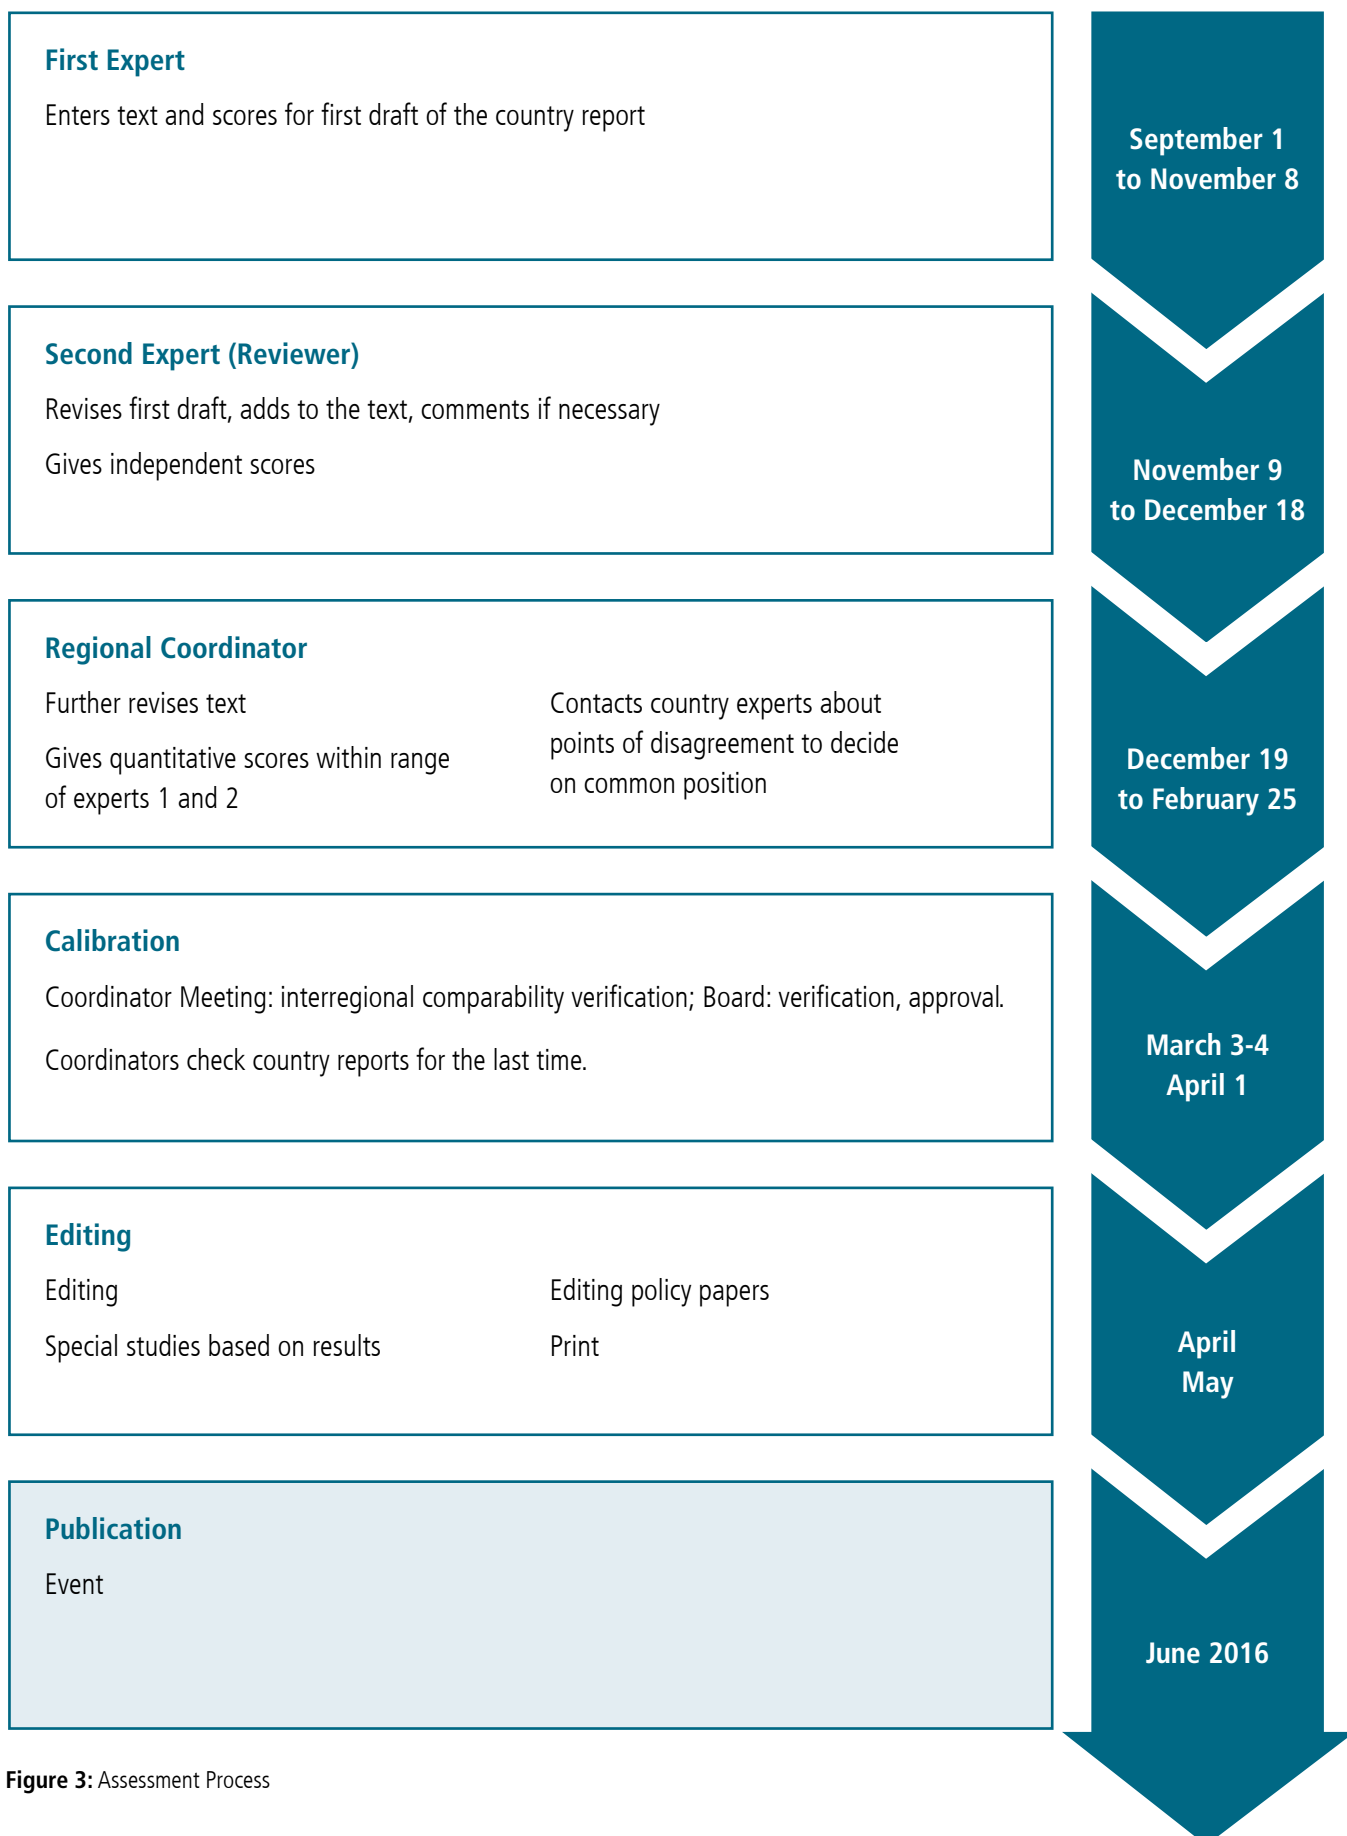 First Expert
Enters text and scores for first draft of the country report
September 1
to November 8
Second Expert (Reviewer)
Revises first draft, adds to the text, comments if necessary
Gives independent scores
November 9
to December 18
Regional Coordinator
Further revises text
Gives quantitative scores within range
of experts 1 and 2
Contacts country experts about
points of disagreement to decide
on common position
December 19
to February 25
Calibration
Coordinator Meeting: interregional comparability verification; Board: verification, approval.
Coordinators check country reports for the last time.
March 3-4
April 1
Editing
Editing
Special studies based on results
Editing policy papers
Print
April
May
Publication
Event
June 2016
Figure 3: Assessment Process